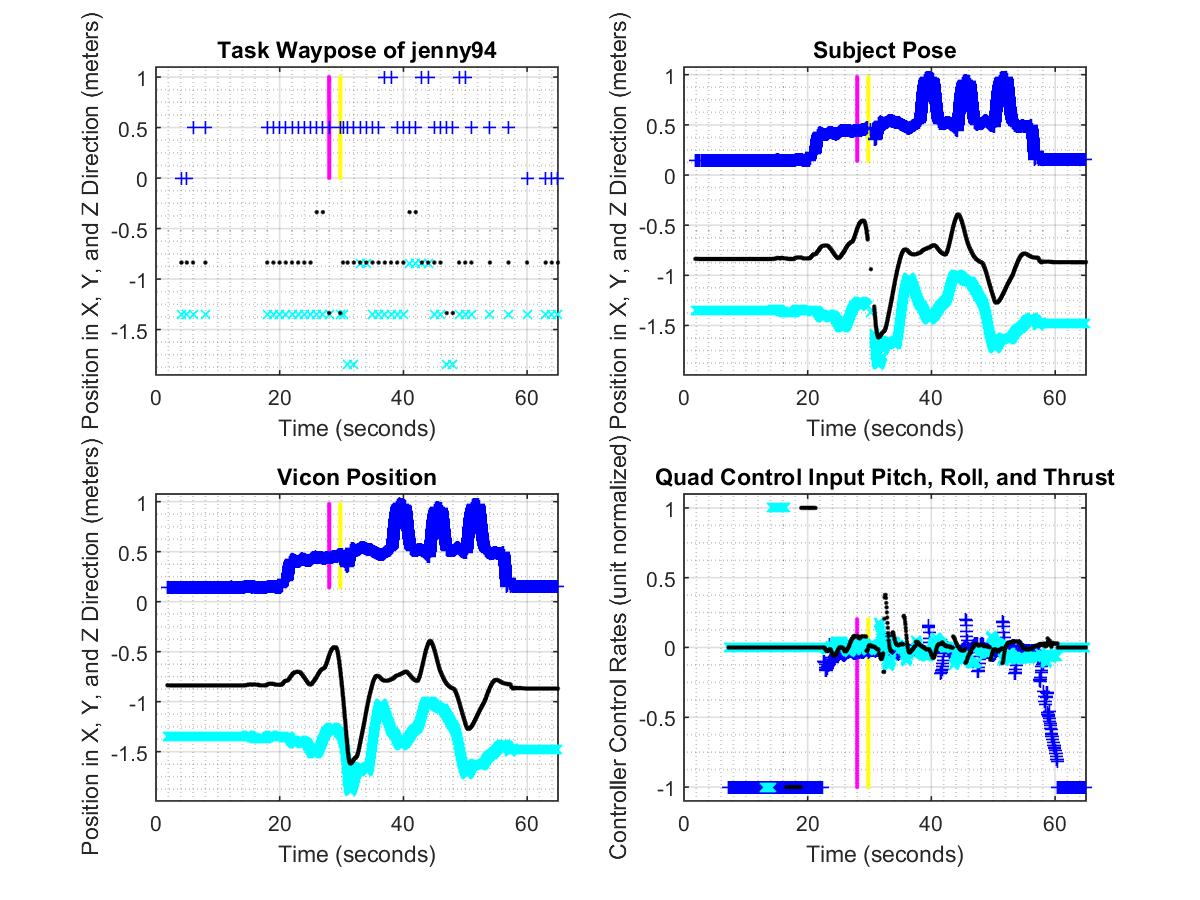 Task Waypose of jenny94
Position in X, Y, and Z Direction (meters)
1
0.5
0
-0.5
-1
-1.5
0 20 40 60
Time (seconds)
Subject Pose
Position in X, Y, and Z Direction (meters)
1
0.5
0
-0.5
-1
-1.5
0 20 40 60
Time (seconds)
Vicon Position
Position in X, Y, and Z Direction (meters)
1
0.5
0
-0.5
-1
-1.5
0 20 40 60
Time (seconds)
Quad Control Input Pitch, Roll, and Thrust
Controller Control Rates (unit normalized)
1
0.5
0
-0.5
-1
0 20 40 60
Time (seconds)